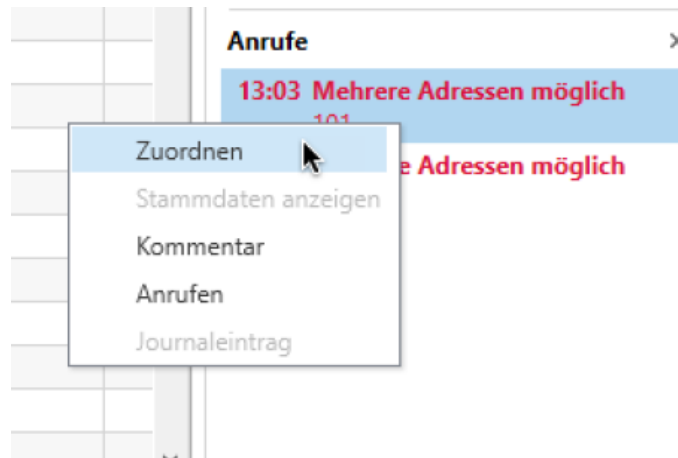 Anrufe
13:03 Mehrere Adressen möglich
101
Adressen möglich
Zuordnen
Stammdaten anzeigen
Kommentar
Anrufen
Journaleintrag